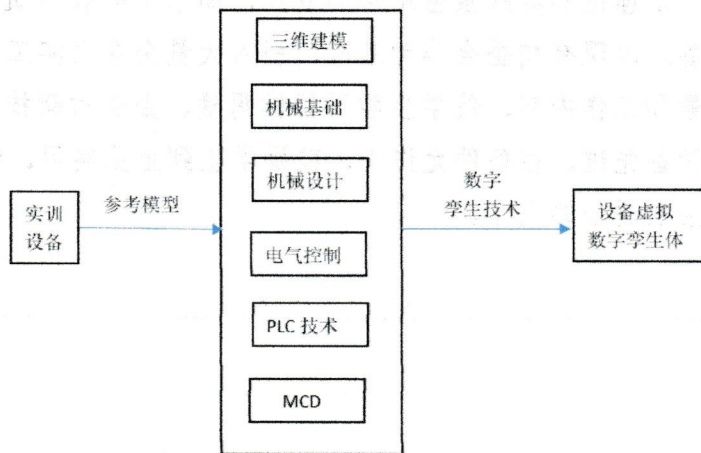 三维建模
机械基础
机械设计
电气控制
PLC 技术
MCD
实训
设备
参考模型
数字
孪生技术
设备虚拟
数字孪生体